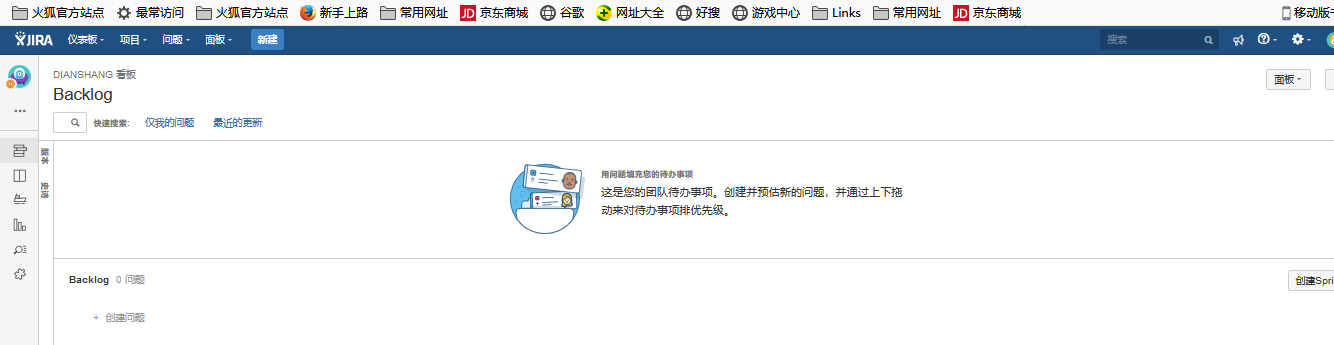 火狐官方站点 最常访问 火狐官方站点 新手上路 常用网址 JD 京东商城 谷歌 网址大全 好搜 游戏中心 Links 常用网址 JD 京东商城 移动版
JIRA 仪表板 项目 问题 面板 新建 搜索
DIANSHANG 看板
面板
Backlog
快速搜索: 仅我的问题 最近的更新
版本
史诗
用问题填充您的待办事项
这是您的团队待办事项。创建并预估新的问题，并通过上下拖
动来对待办事项排优先级。
Backlog 0 问题
创建Spri
+ 创建问题